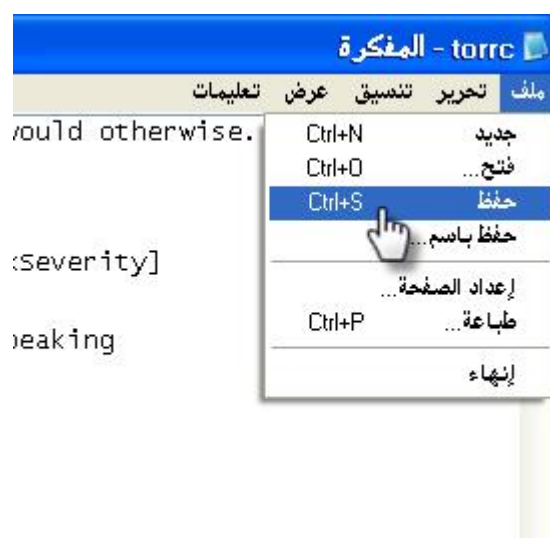 torrc - المفكرة
ملف تحرير تنسيق عرض تعليمات
would otherwise.
جديد Ctrl+N
فتح... Ctrl+O
حفظ Ctrl+S
حفظ باسم...
Severity]
إعداد الصفحة...
طباعة... Ctrl+P
peaking
إنهاء